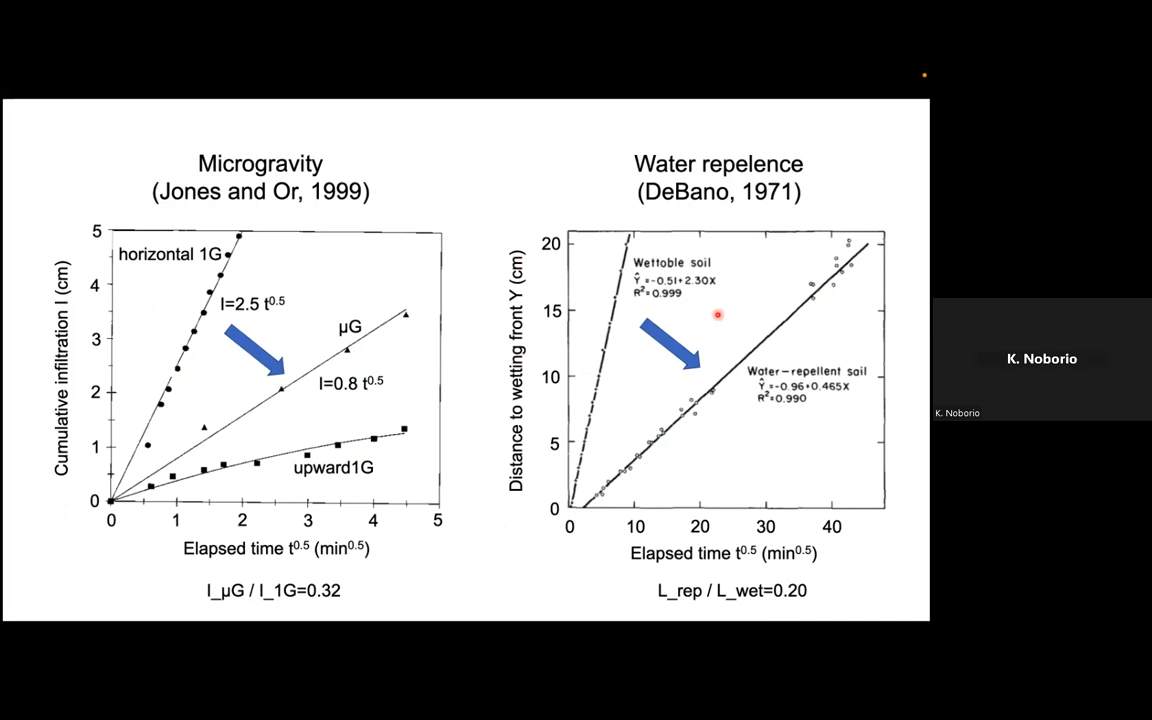 Microgravity
(Jones and Or, 1999)
5
4
3
2
1
0
Cumulative infiltration I (cm)
horizontal 1G
I=2.5 t^0.5
µG
I=0.8 t^0.5
upward1G
0 1 2 3 4 5
Elapsed time t^0.5 (min^0.5)
I_µG / I_1G=0.32
Water repelence
(DeBano, 1971)
20
15
10
5
0
Distance to wetting front Y (cm)
Wettable soil
Ŷ=-0.51+2.30X
R²=0.999
Water-repellent soil
Ŷ=-0.96+0.465X
R²=0.990
0 10 20 30 40
Elapsed time t^0.5 (min^0.5)
L_rep / L_wet=0.20
K. Noborio
K. Noborio